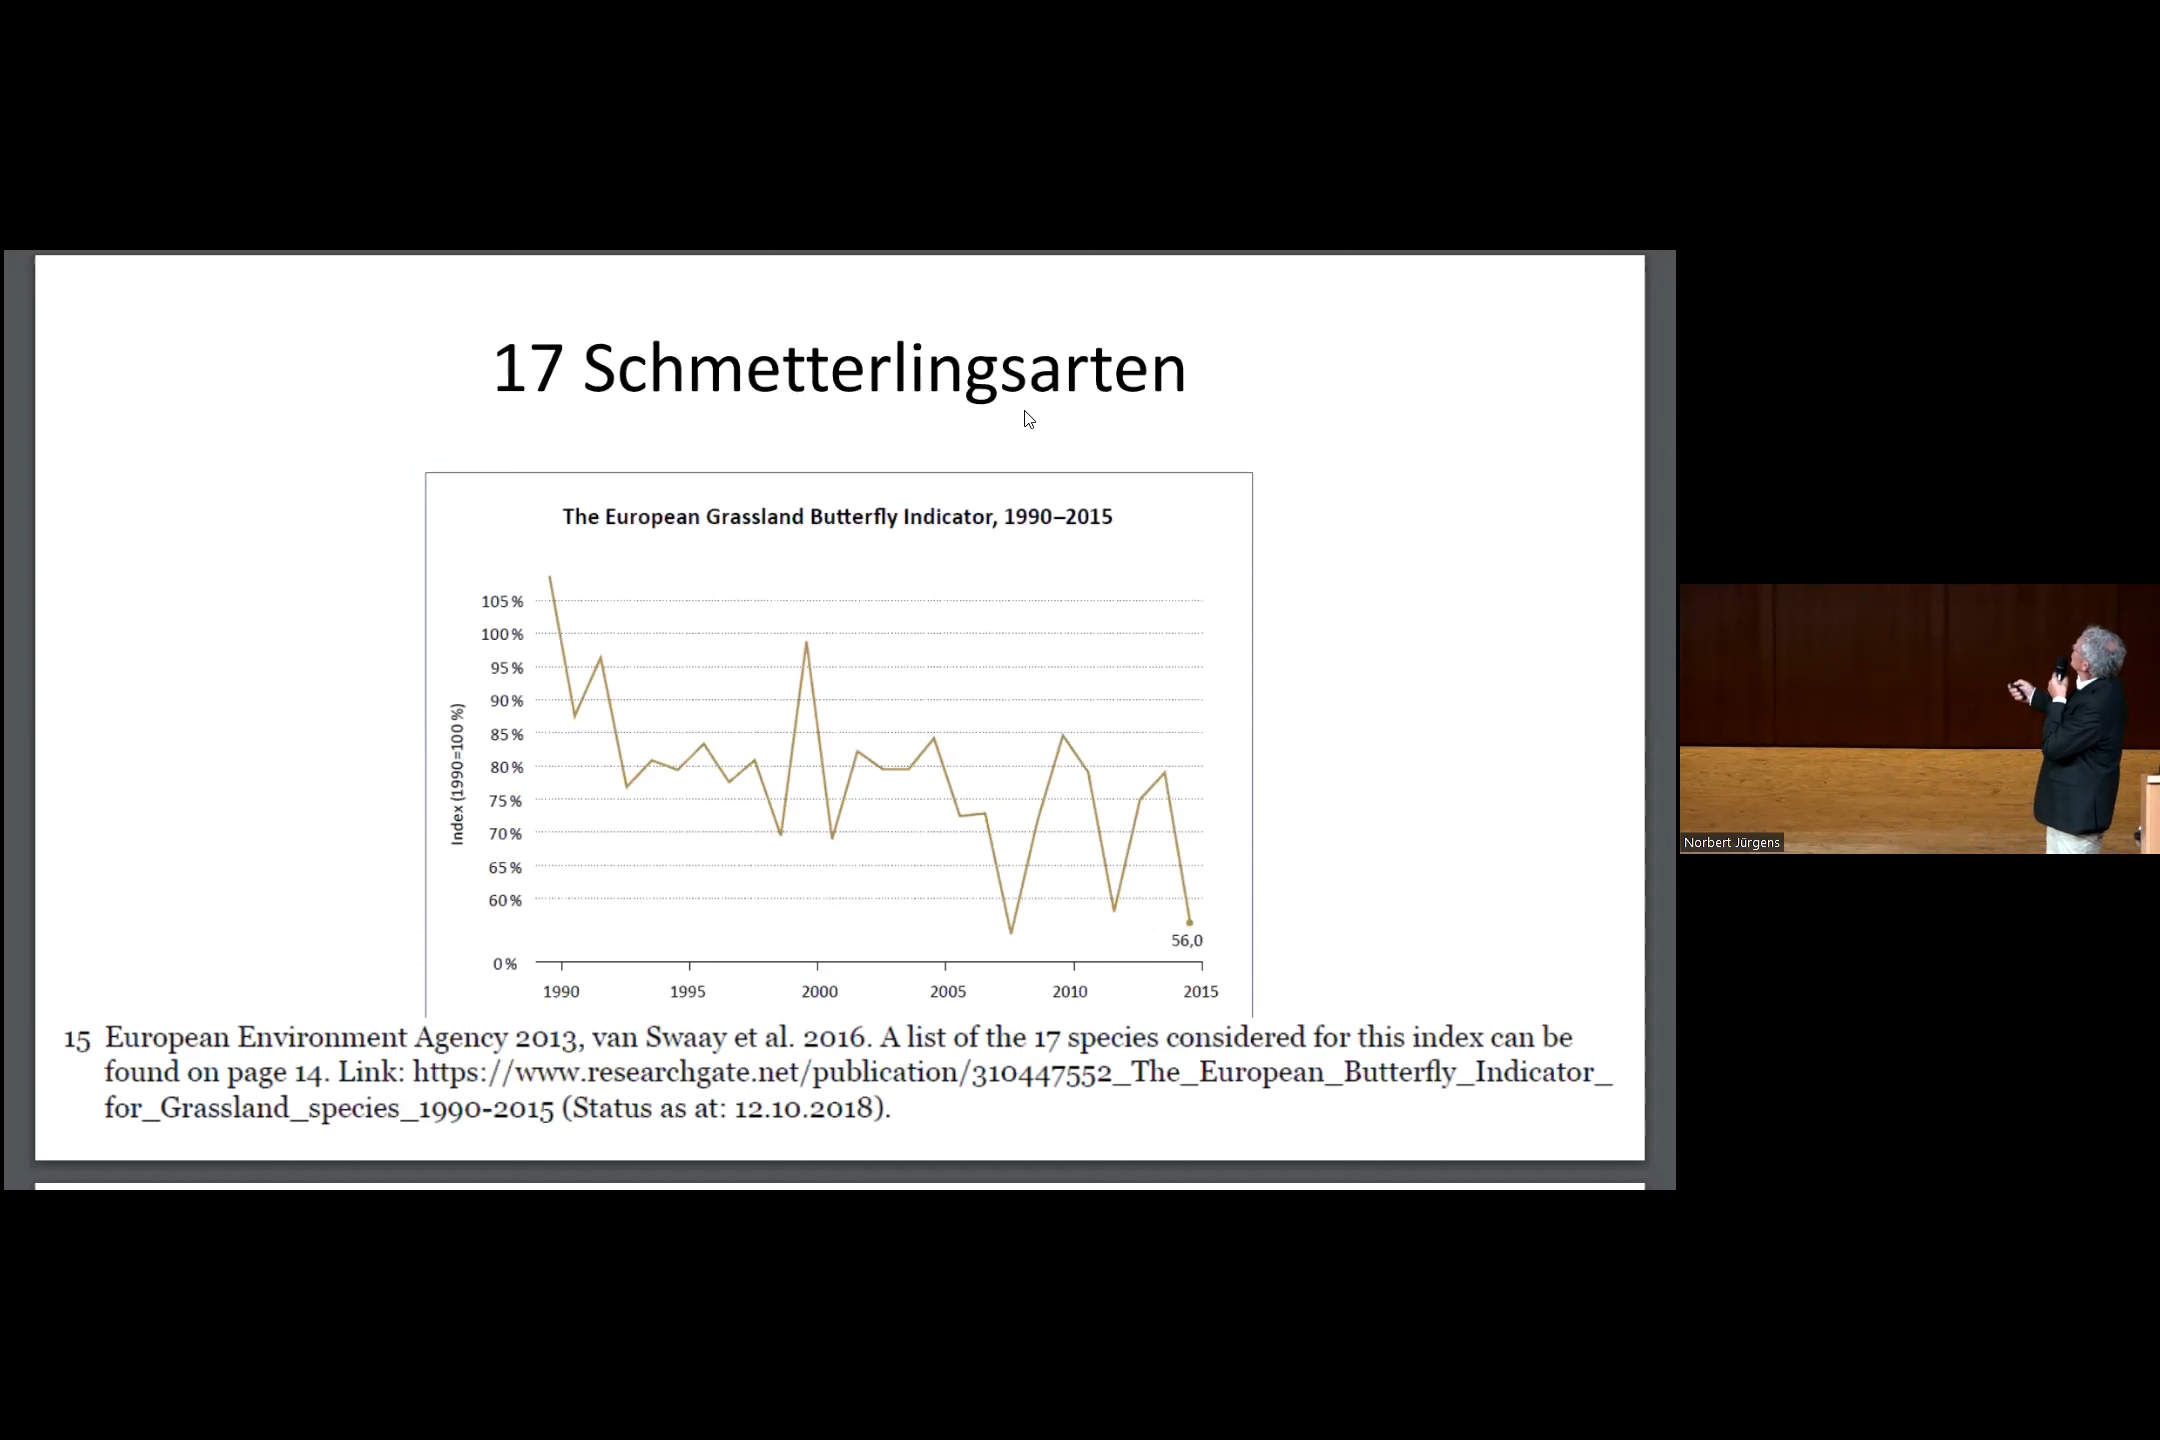 17 Schmetterlingsarten
The European Grassland Butterfly Indicator, 1990–2015
Index (1990=100 %)
105 %
100 %
95 %
90 %
85 %
80 %
75 %
70 %
65 %
60 %
0 %
56,0
1990 1995 2000 2005 2010 2015
15 European Environment Agency 2013, van Swaay et al. 2016. A list of the 17 species considered for this index can be
found on page 14. Link: https://www.researchgate.net/publication/310447552_The_European_Butterfly_Indicator_
for_Grassland_species_1990-2015 (Status as at: 12.10.2018).
Norbert Jürgens